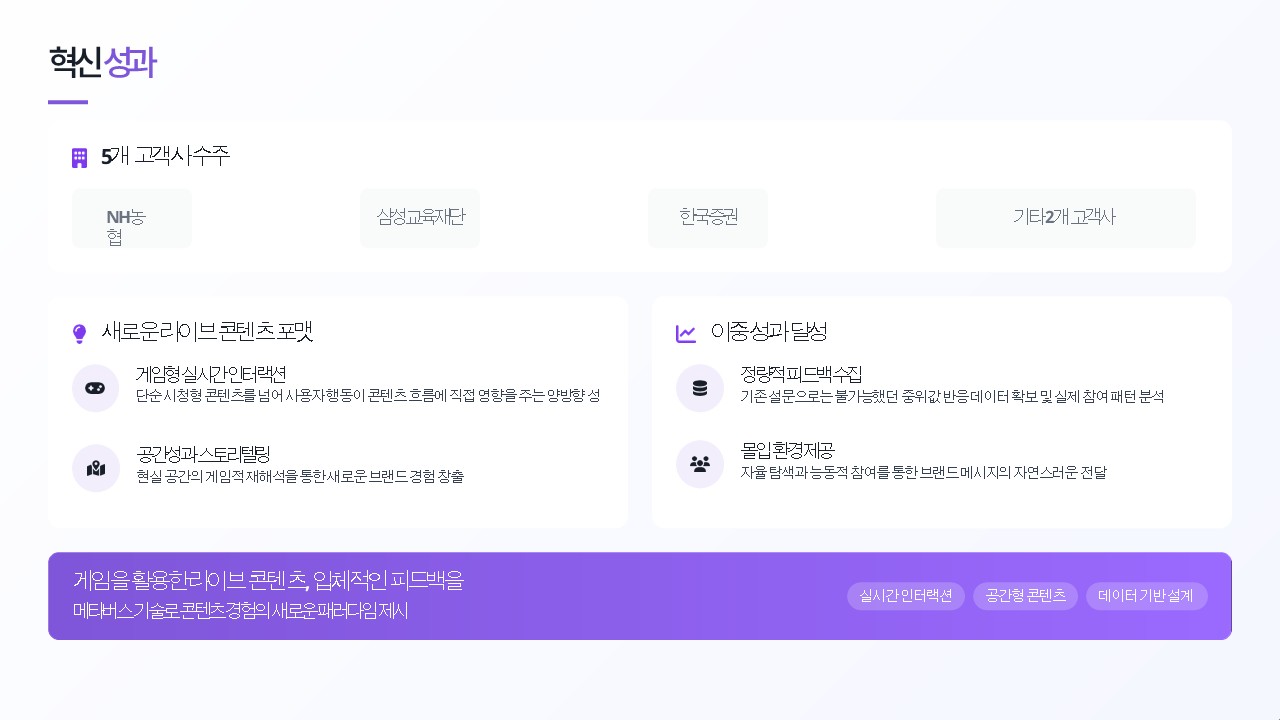 혁신 성과
5개 고객사 수주
NH농
협
삼성교육재단
한국증권
기타 2개 고객사
새로운 라이브 콘텐츠 포맷
게임형 실시간 인터랙션
단순 시청형 콘텐츠를 넘어 사용자 행동이 콘텐츠 흐름에 직접 영향을 주는 양방향 성
공간성과 스토리텔링
현실 공간의 게임적 재해석을 통한 새로운 브랜드 경험 창출
이중 성과 달성
정량적 피드백 수집
기존 설문으로는 불가능했던 중위값 반응 데이터 확보 및 실제 참여 패턴 분석
몰입 환경 제공
자율 탐색과 능동적 참여를 통한 브랜드 메시지의 자연스러운 전달
게임을 활용한 라이브 콘텐츠, 입체적인 피드백을
메타버스 기술로 콘텐츠 경험의 새로운 패러다임 제시
실시간 인터랙션
공간형 콘텐츠
데이터 기반 설계